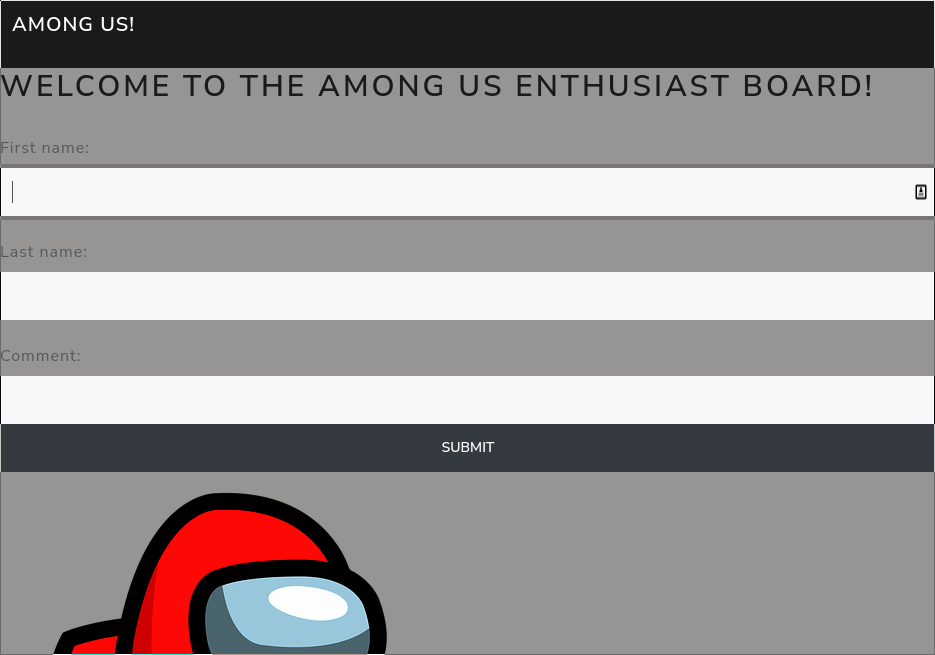 AMONG US!
WELCOME TO THE AMONG US ENTHUSIAST BOARD!
First name:
Last name:
Comment:
SUBMIT